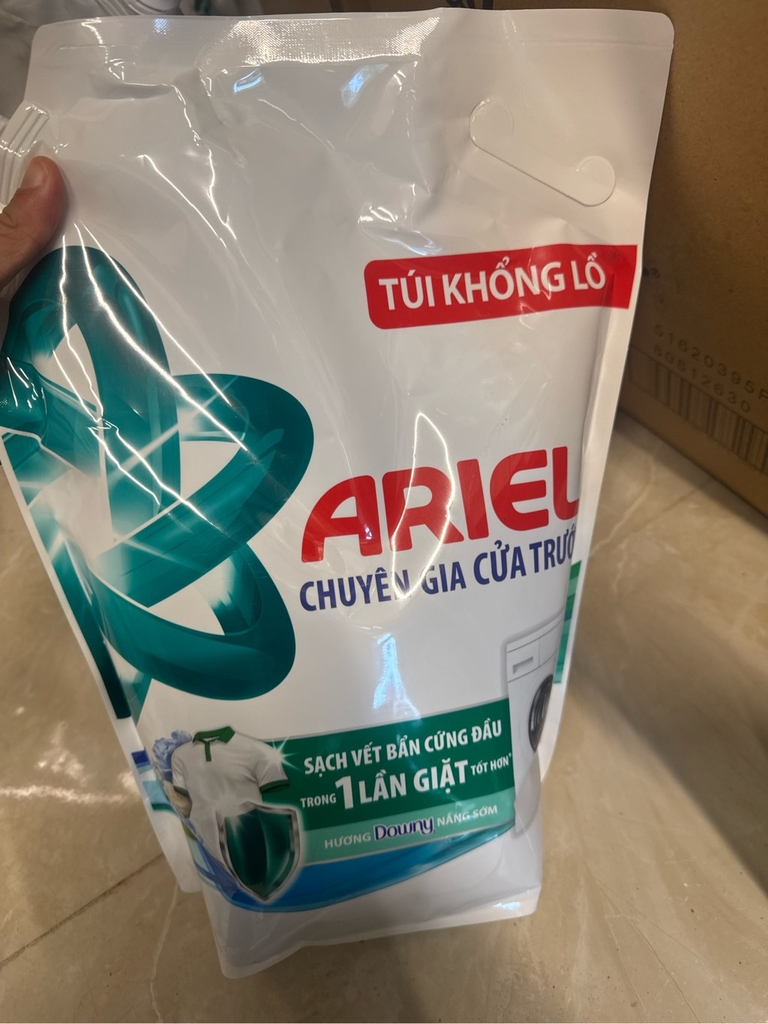 TÚI KHỔNG LỒ
ARIEL
CHUYÊN GIA CỬA TRƯỚ
SẠCH VẾT BẨN CỨNG ĐẦU
TRONG 1 LẦN GIẶT TỐT HƠN*
HƯƠNG Downy NẮNG SỚM